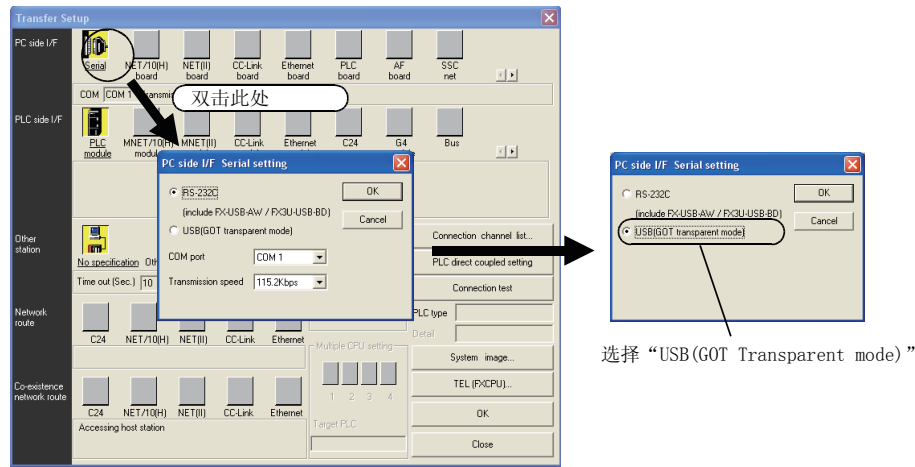 Transfer Setup
PC side I/F
Serial
NET/10(H) board
NET(II) board
CC-Link board
Ethernet board
PLC board
AF board
SSC net
COM
COM 1
双击此处
PLC side I/F
PLC module
MNET/10(H)
MNET(II)
CC-Link
Ethernet
C24
G4
Bus
PC side I/F Serial setting
RS-232C
(include FX-USB-AW / FX3U-USB-BD)
USB(GOT transparent mode)
COM port
COM 1
Transmission speed
115.2Kbps
OK
Cancel
Other station
No specification
Time out (Sec.)
10
Connection channel list...
PLC direct coupled setting
Connection test
PLC type
Detail
System image...
TEL (FXCPU)...
OK
Close
Network route
C24
NET/10(H)
NET(II)
CC-Link
Ethernet
Multiple CPU setting
1 2 3 4
Target PLC
Co-existence network route
C24
NET/10(H)
NET(II)
CC-Link
Ethernet
Accessing host station
PC side I/F Serial setting
RS-232C
(include FX-USB-AW / FX3U-USB-BD)
USB(GOT transparent mode)
OK
Cancel
选择“USB(GOT Transparent mode)”